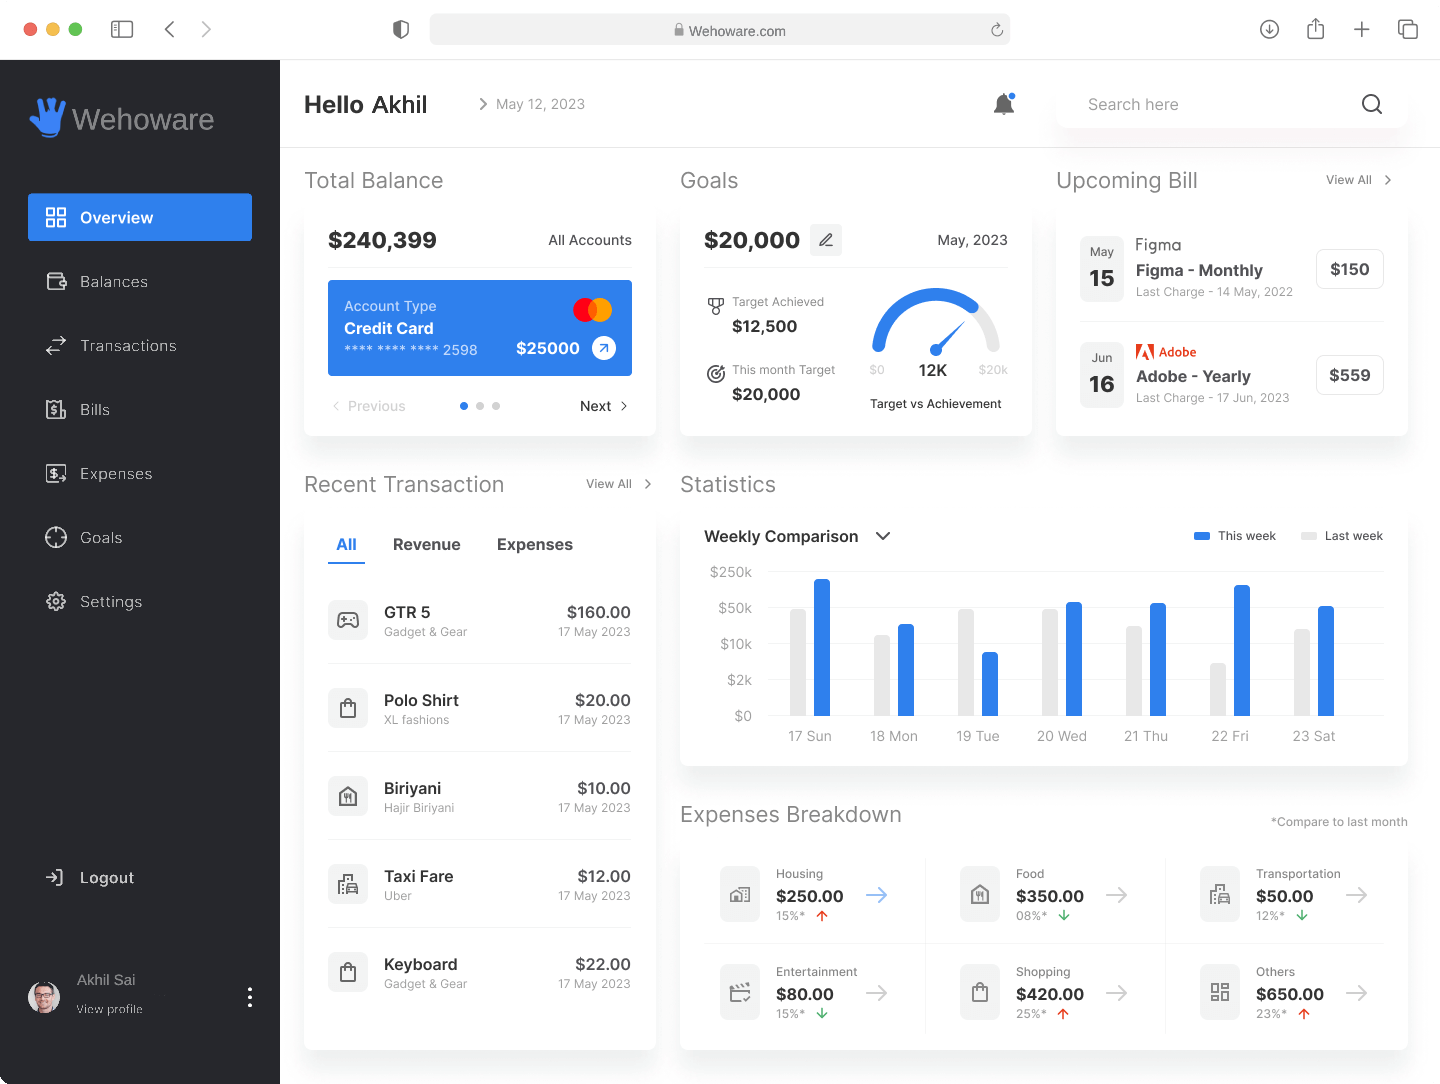 Wehoware.com
Wehoware
Overview
Balances
Transactions
Bills
Expenses
Goals
Settings
Logout
Akhil Sai
View profile
Hello Akhil
May 12, 2023
Search here
Total Balance
$240,399
All Accounts
Account Type
Credit Card
**** **** **** 2598
$25000
Previous
Next
Goals
$20,000
May, 2023
Target Achieved
$12,500
This month Target
$20,000
$0
12K
$20k
Target vs Achievement
Upcoming Bill
View All
May
15
Figma
Figma - Monthly
Last Charge - 14 May, 2022
$150
Jun
16
Adobe
Adobe - Yearly
Last Charge - 17 Jun, 2023
$559
Recent Transaction
View All
All
Revenue
Expenses
GTR 5
$160.00
Gadget & Gear
17 May 2023
Polo Shirt
$20.00
XL fashions
17 May 2023
Biriyani
$10.00
Hajir Biriyani
17 May 2023
Taxi Fare
$12.00
Uber
17 May 2023
Keyboard
$22.00
Gadget & Gear
17 May 2023
Statistics
Weekly Comparison
This week
Last week
$250k
$50k
$10k
$2k
$0
17 Sun
18 Mon
19 Tue
20 Wed
21 Thu
22 Fri
23 Sat
Expenses Breakdown
*Compare to last month
Housing
$250.00
15%*
Food
$350.00
08%*
Transportation
$50.00
12%*
Entertainment
$80.00
15%*
Shopping
$420.00
25%*
Others
$650.00
23%*